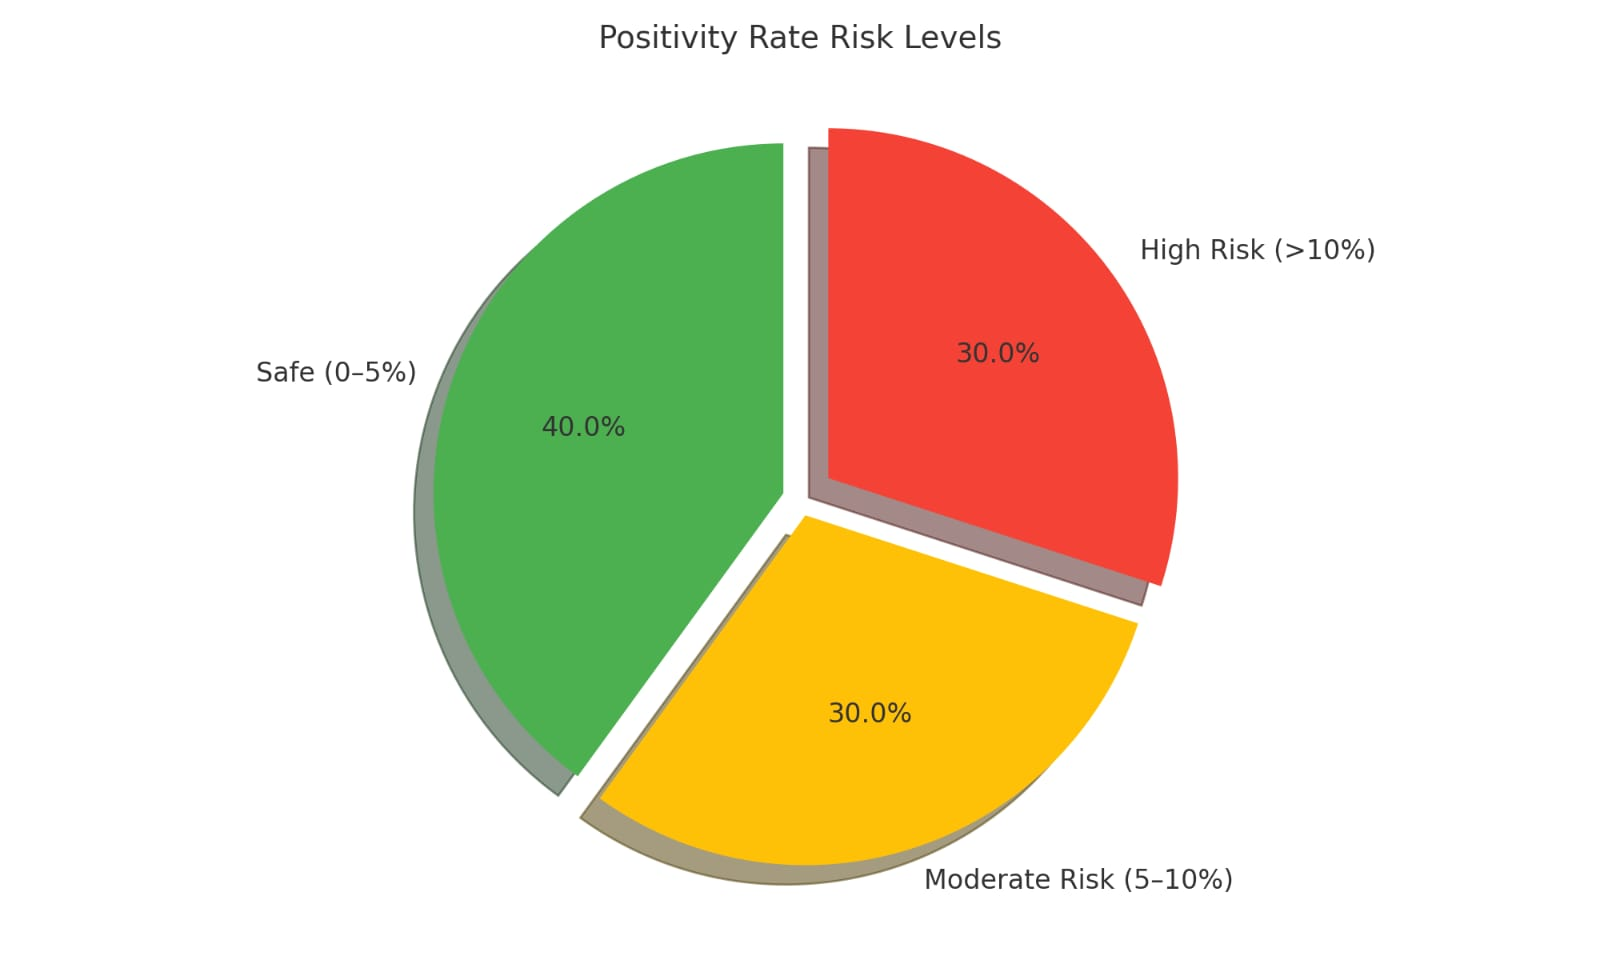 Positivity Rate Risk Levels
High Risk (>10%)
30.0%
Safe (0–5%)
40.0%
30.0%
Moderate Risk (5–10%)